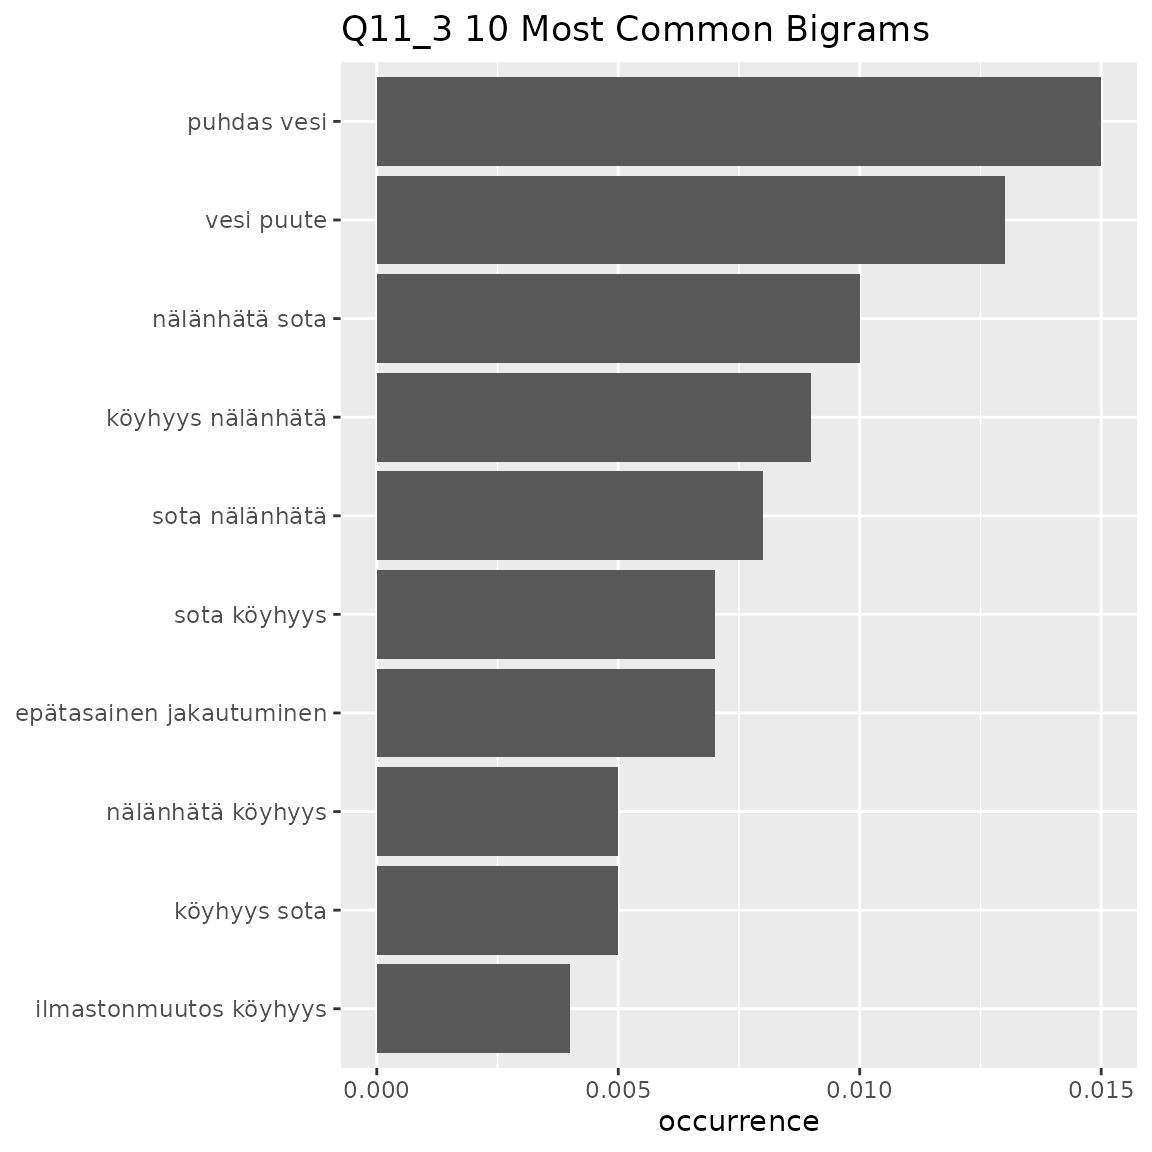 Q11_3 10 Most Common Bigrams
puhdas vesi
vesi puute
nälänhätä sota
köyhyys nälänhätä
sota nälänhätä
sota köyhyys
epätasainen jakautuminen
nälänhätä köyhyys
köyhyys sota
ilmastonmuutos köyhyys
0.000 0.005 0.010 0.015
occurrence